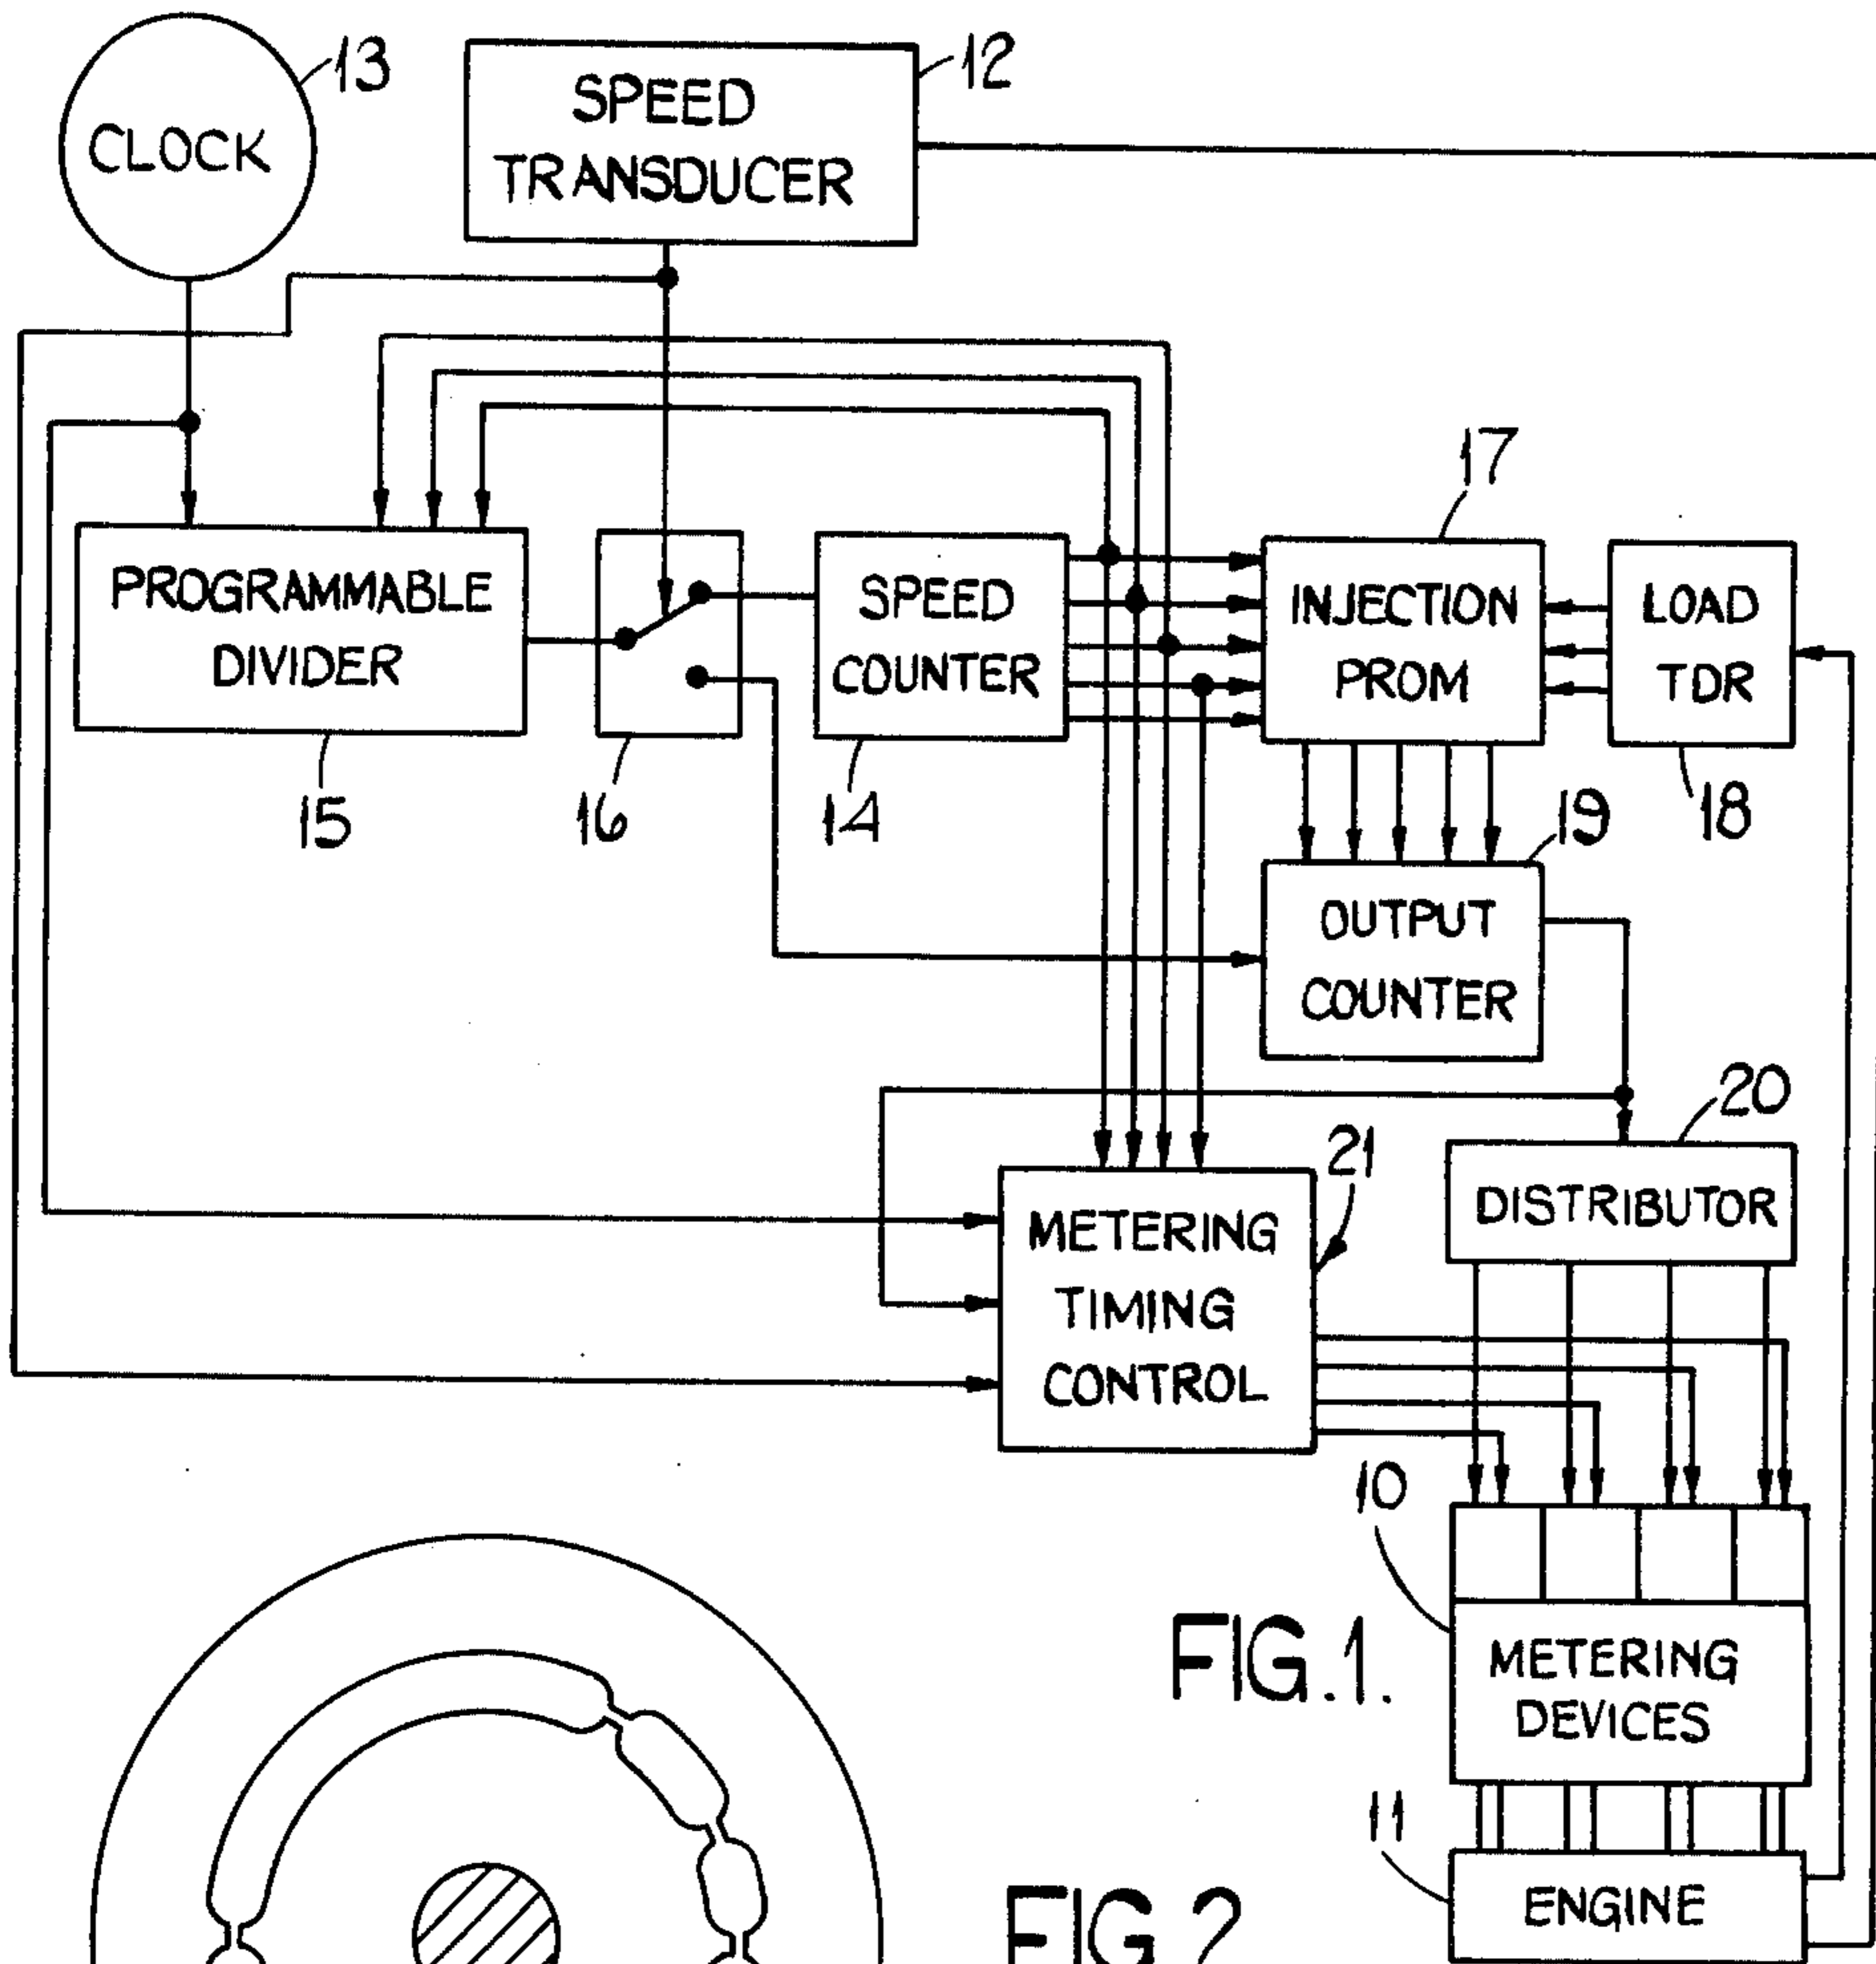 13
12
CLOCK
SPEED
TRANSDUCER
17
PROGRAMMABLE
DIVIDER
SPEED
COUNTER
INJECTION
PROM
LOAD
TDR
15
16
14
18
19
OUTPUT
COUNTER
20
21
DISTRIBUTOR
METERING
TIMING
CONTROL
10
FIG.1.
METERING
DEVICES
11
ENGINE
FIG.2